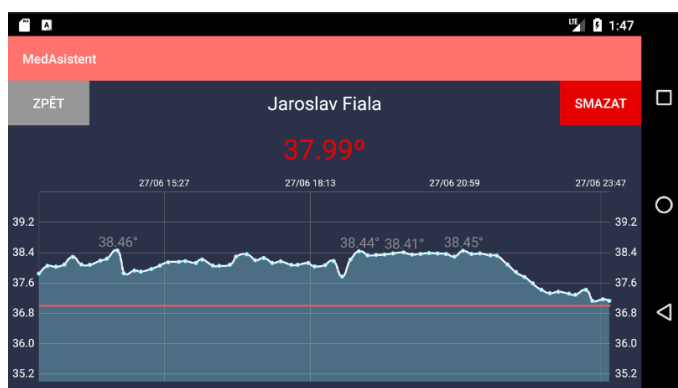 LTE 1:47
MedAsistent
ZPĚT Jaroslav Fiala SMAZAT
37.99º
27/06 15:27 27/06 18:13 27/06 20:59 27/06 23:47
39.2 39.2
38.46° 38.44° 38.41° 38.45°
38.4 38.4
37.6 37.6
36.8 36.8
36.0 36.0
35.2 35.2